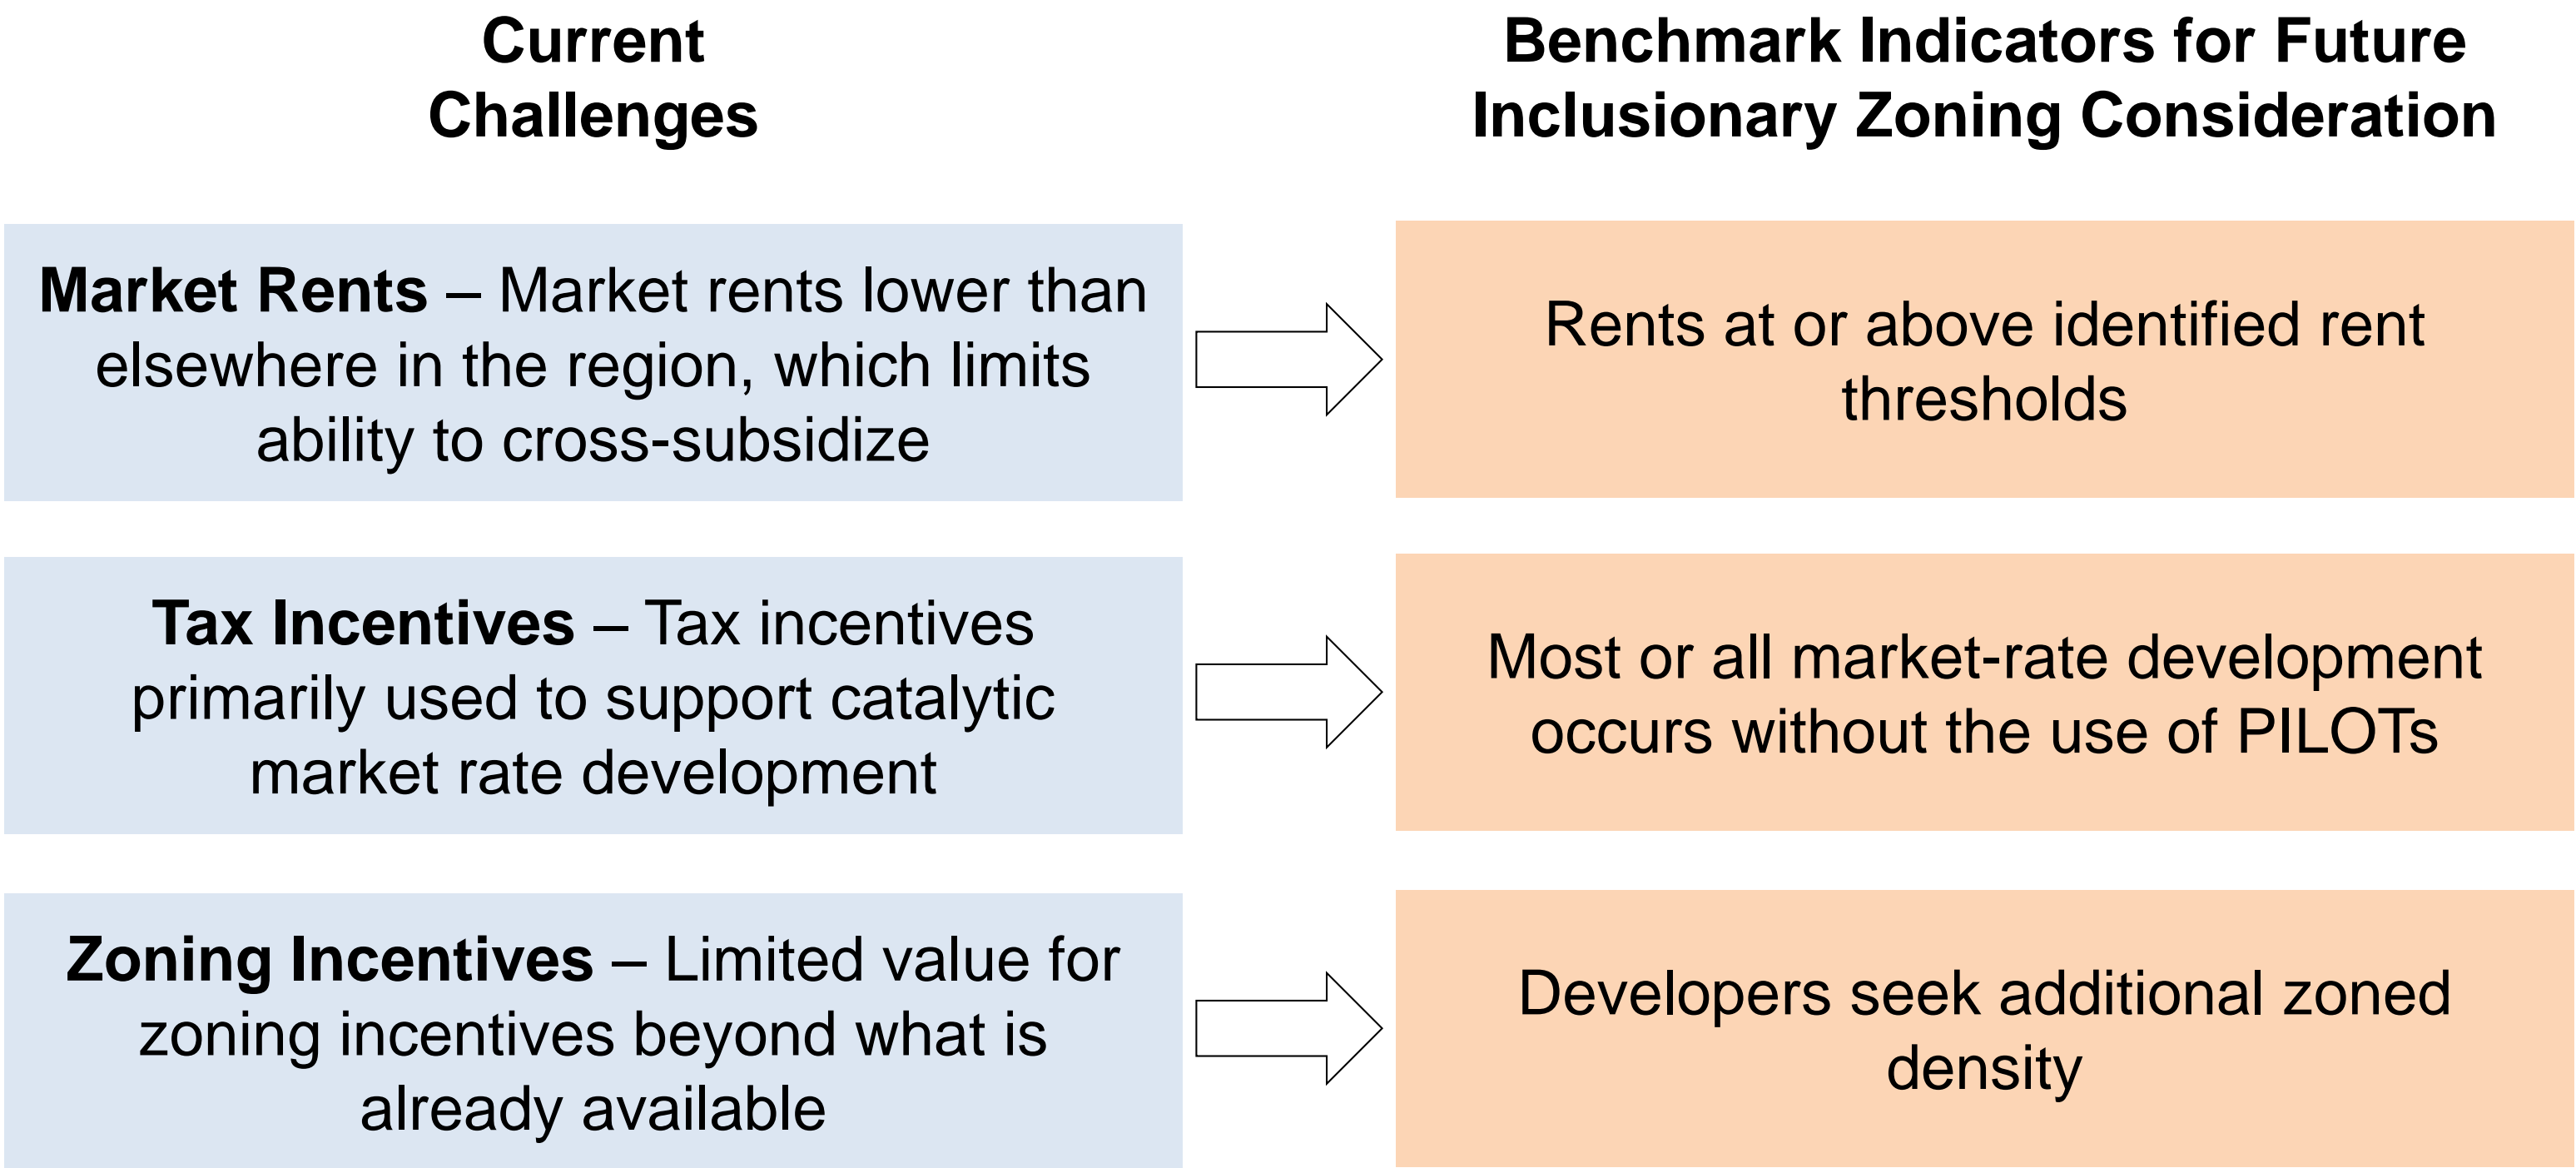 Current
Challenges
Benchmark Indicators for Future
Inclusionary Zoning Consideration
Market Rents – Market rents lower than
elsewhere in the region, which limits
ability to cross-subsidize
Rents at or above identified rent
thresholds
Tax Incentives – Tax incentives
primarily used to support catalytic
market rate development
Most or all market-rate development
occurs without the use of PILOTs
Zoning Incentives – Limited value for
zoning incentives beyond what is
already available
Developers seek additional zoned
density